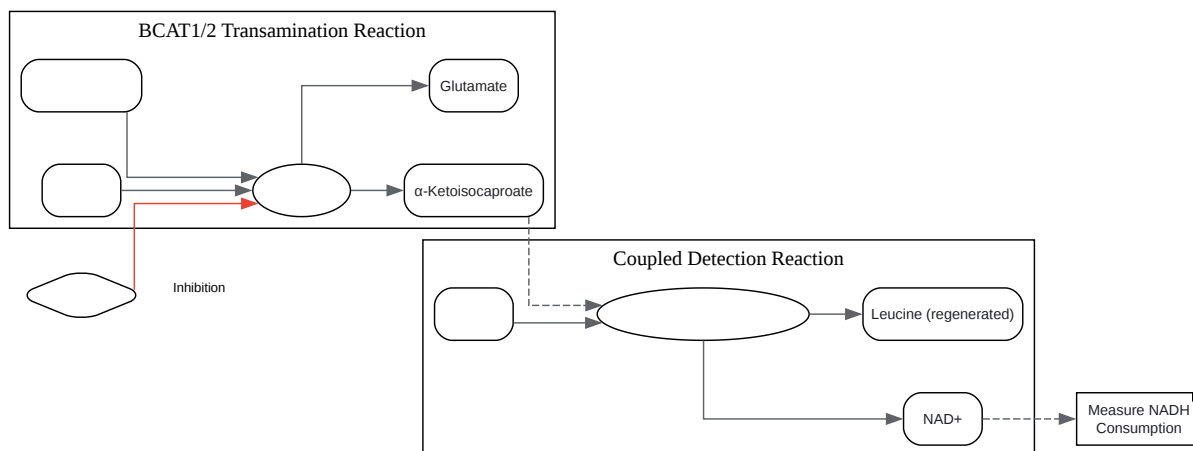 BCAT1/2 Transamination Reaction
Glutamate
α-Ketoisocaproate
Inhibition
Coupled Detection Reaction
Leucine (regenerated)
NAD+
Measure NADH
Consumption